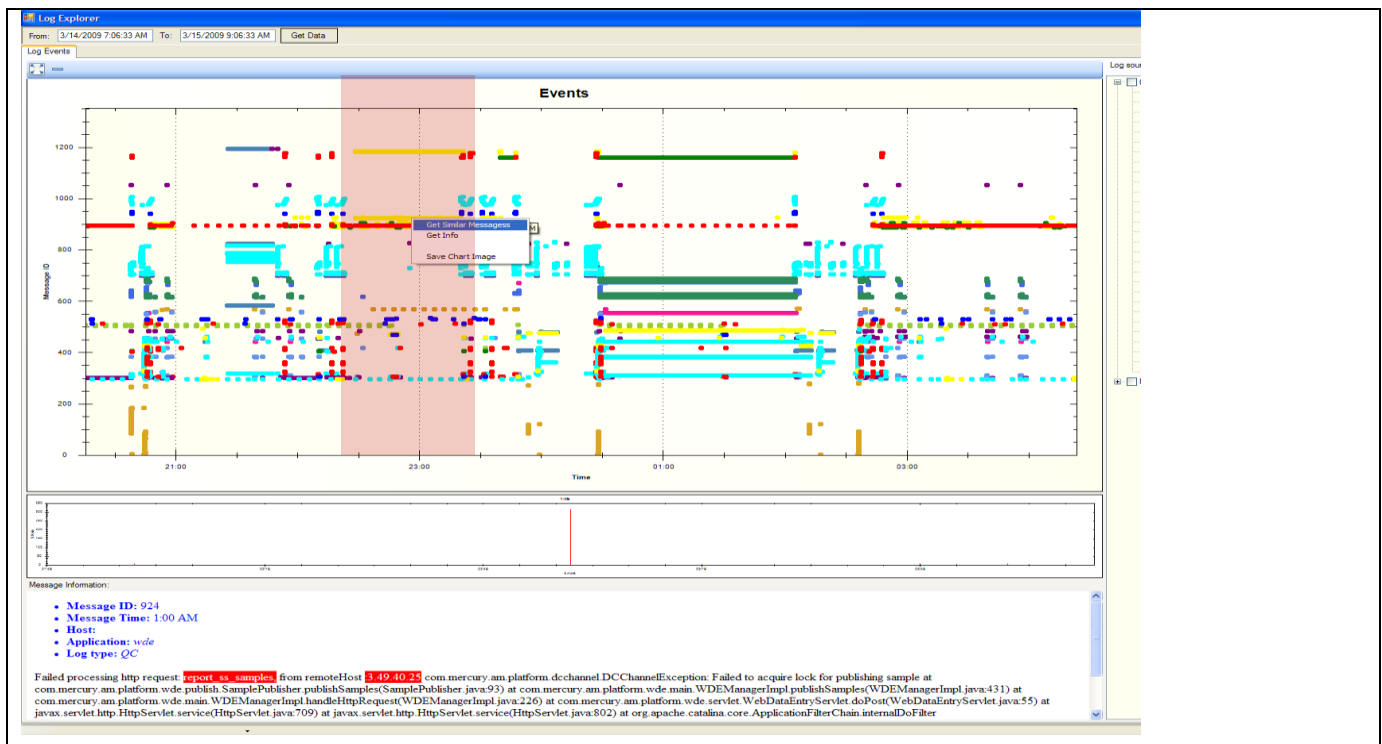 Log Explorer
From: 3/14/2009 7:06:33 AM To: 3/15/2009 9:06:33 AM Get Data
Log Events
Log sour
Events
1200
1000
800
600
400
200
0
Message ID
Get Similar Messagess
M
Get Info
Save Chart Image
21:00 23:00 01:00 03:00
Time
Message Information:
• Message ID: 924
• Message Time: 1:00 AM
• Host:
• Application: wde
• Log type: QC
Failed processing http request: report_ss_samples, from remoteHost :3.49.40.25 com.mercury.am.platform.dcchannel.DCChannelException: Failed to acquire lock for publishing sample at
com.mercury.am.platform.wde.publish.SamplePublisher.publishSamples(SamplePublisher.java:93) at com.mercury.am.platform.wde.main.WDEManagerImpl.publishSamples(WDEManagerImpl.java:431) at
com.mercury.am.platform.wde.main.WDEManagerImpl.handleHttpRequest(WDEManagerImpl.java:226) at com.mercury.am.platform.wde.servlet.WebDataEntryServlet.doPost(WebDataEntryServlet.java:55) at
javax.servlet.http.HttpServlet.service(HttpServlet.java:709) at javax.servlet.http.HttpServlet.service(HttpServlet.java:802) at org.apache.catalina.core.ApplicationFilterChain.internalDoFilter